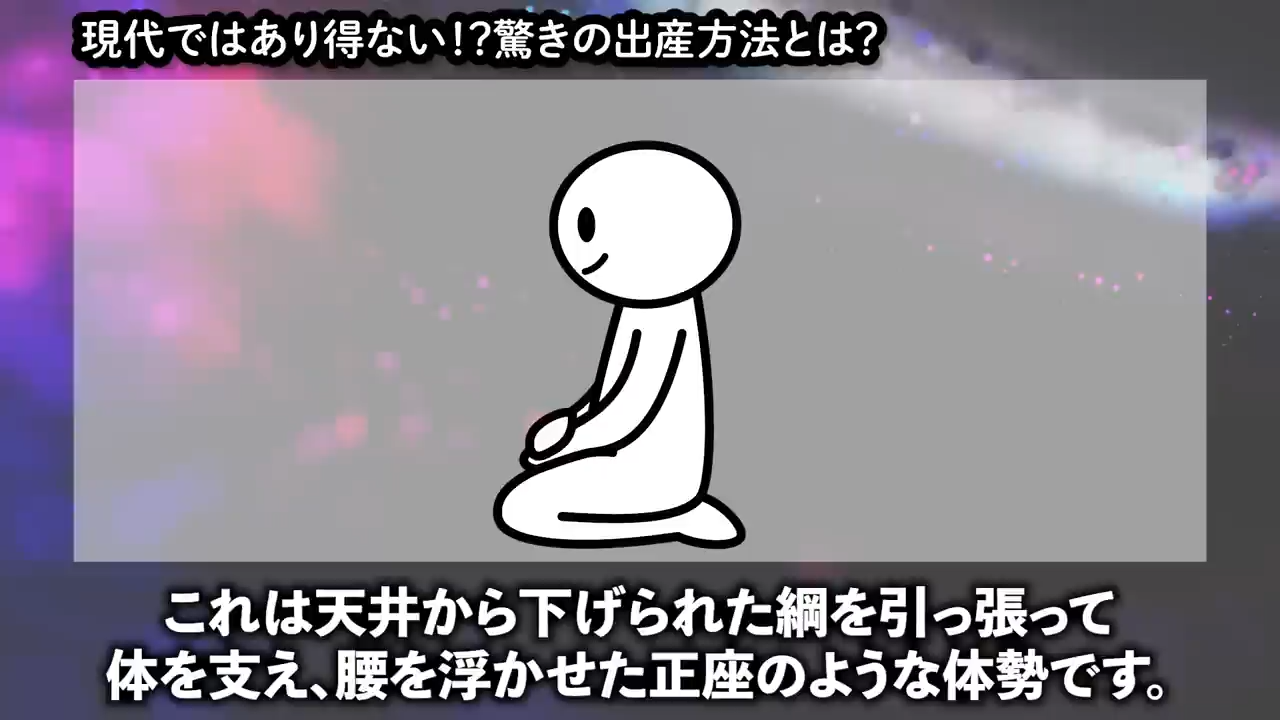 現代ではあり得ない!?驚きの出産方法とは?
これは天井から下げられた綱を引っ張って
体を支え、腰を浮かせた正座のような体勢です。